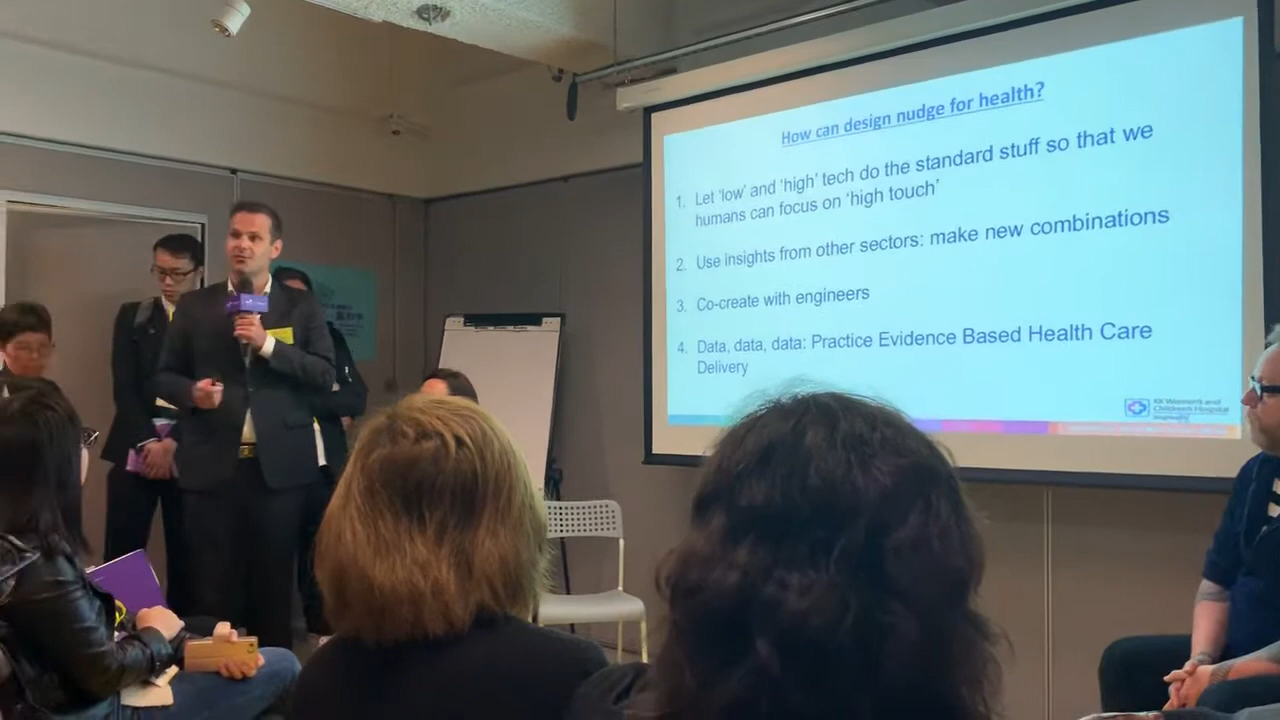 How can design nudge for health?
1. Let 'low' and 'high' tech do the standard stuff so that we
humans can focus on 'high touch'
2. Use insights from other sectors: make new combinations
3. Co-create with engineers
4. Data, data, data: Practice Evidence Based Health Care
Delivery
KK Women's and
Children's Hospital